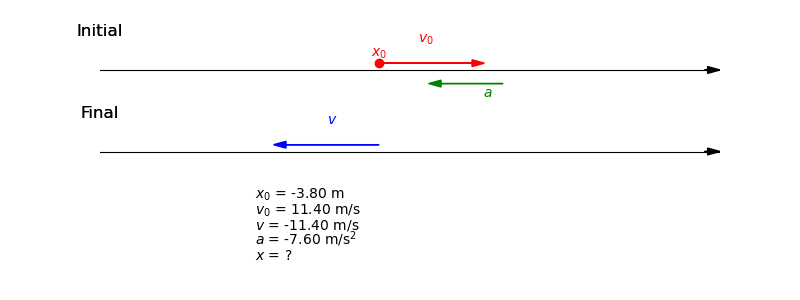 Initial
v₀
x₀
a
Final
v
x₀ = -3.80 m
v₀ = 11.40 m/s
v = -11.40 m/s
a = -7.60 m/s²
x = ?